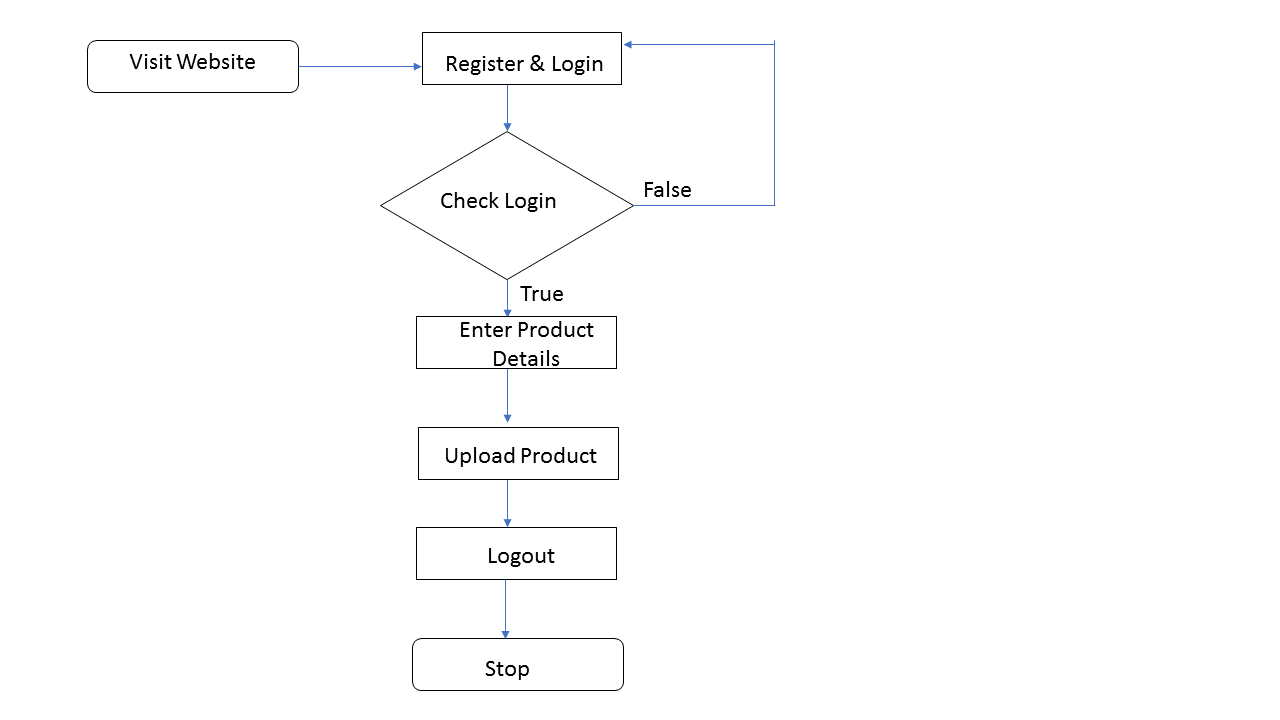 Visit Website
Register & Login
Check Login
False
True
Enter Product
Details
Upload Product
Logout
Stop